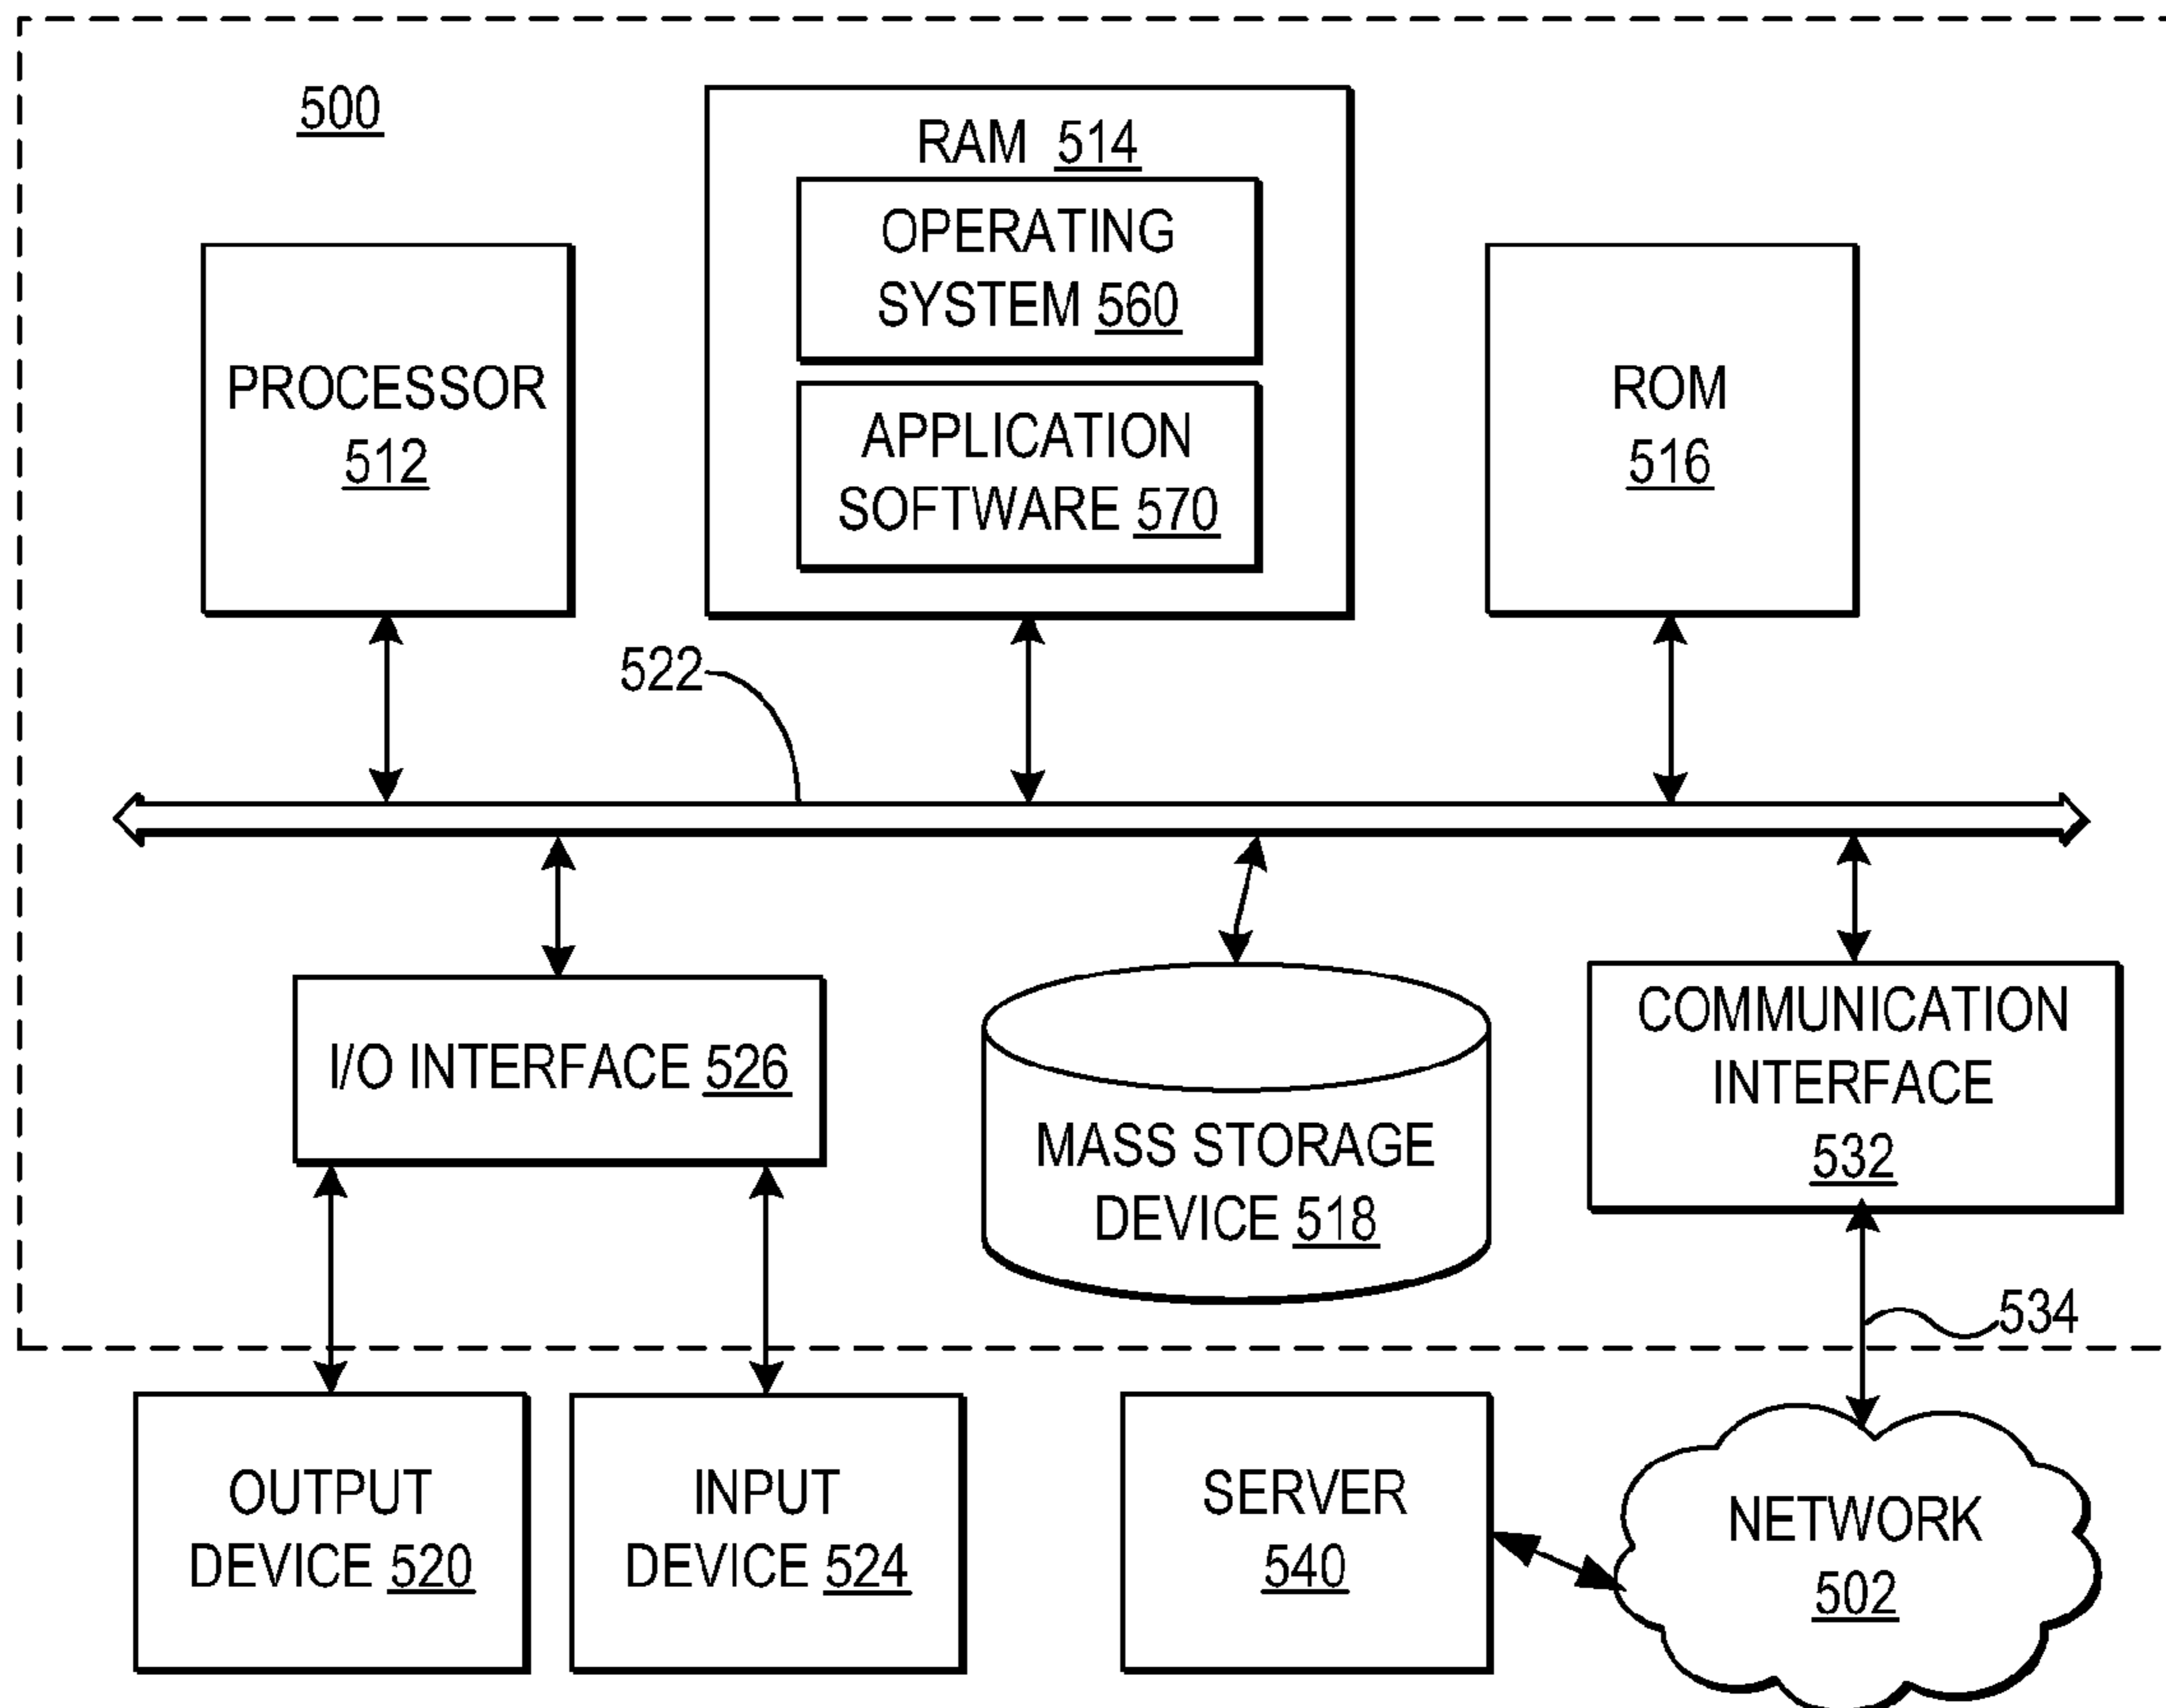 500
RAM 514
OPERATING
SYSTEM 560
APPLICATION
SOFTWARE 570
PROCESSOR
512
ROM
516
522
I/O INTERFACE 526
MASS STORAGE
DEVICE 518
COMMUNICATION
INTERFACE
532
534
OUTPUT
DEVICE 520
INPUT
DEVICE 524
SERVER
540
NETWORK
502